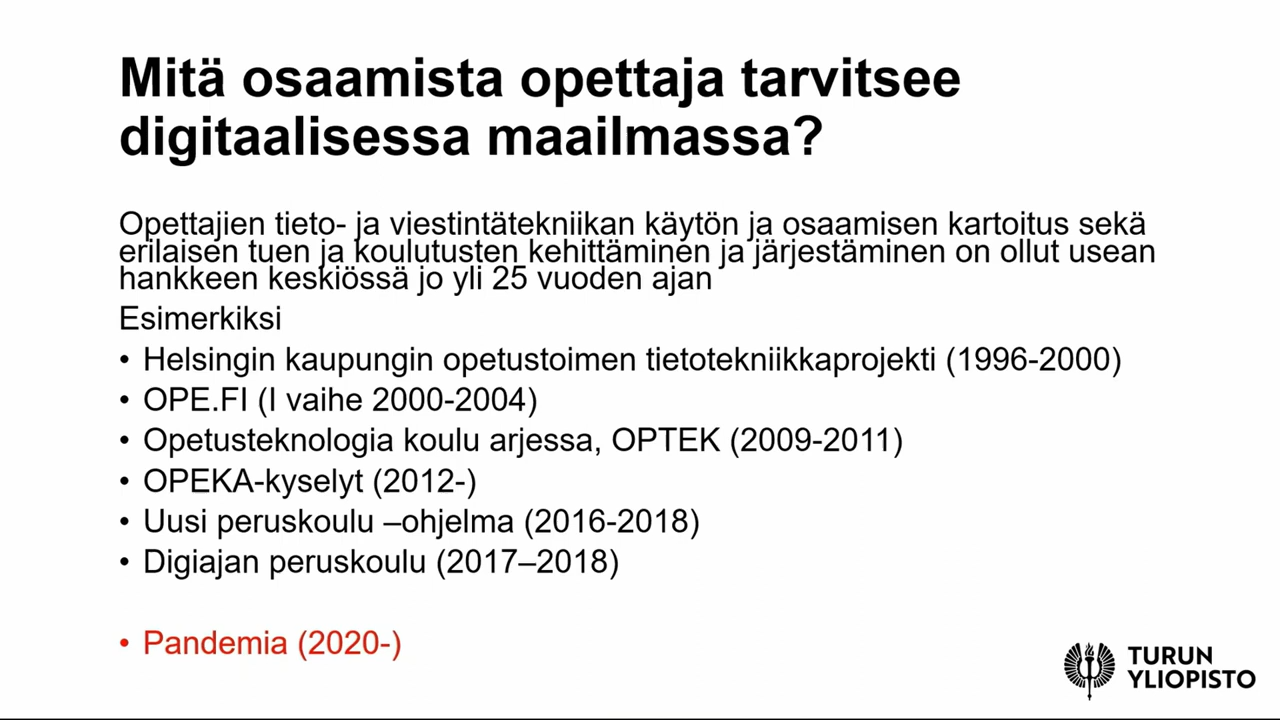 Mitä osaamista opettaja tarvitsee
digitaalisessa maailmassa?
Opettajien tieto- ja viestintätekniikan käytön ja osaamisen kartoitus sekä
erilaisen tuen ja koulutusten kehittäminen ja järjestäminen on ollut usean
hankkeen keskiössä jo yli 25 vuoden ajan
Esimerkiksi
• Helsingin kaupungin opetustoimen tietotekniikkaprojekti (1996-2000)
• OPE.FI (I vaihe 2000-2004)
• Opetusteknologia koulu arjessa, OPTEK (2009-2011)
• OPEKA-kyselyt (2012-)
• Uusi peruskoulu –ohjelma (2016-2018)
• Digiajan peruskoulu (2017–2018)
• Pandemia (2020-)
TURUN
YLIOPISTO